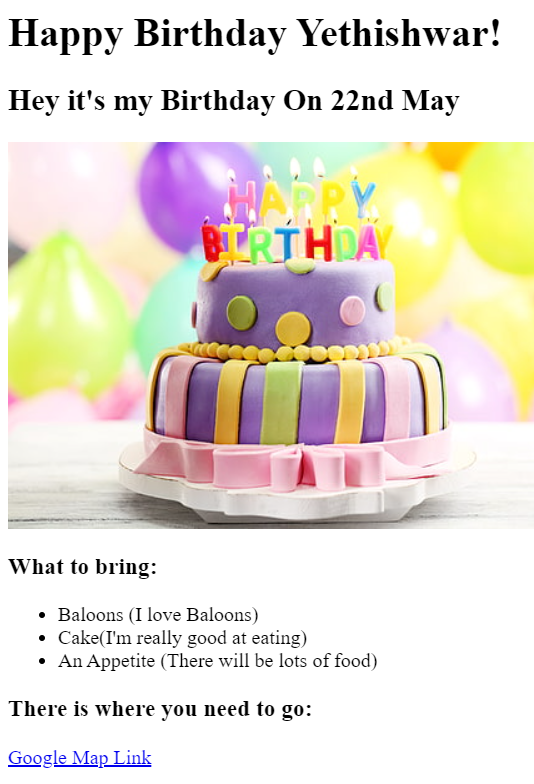 Happy Birthday Yethishwar!
Hey it's my Birthday On 22nd May
HAPPY
BIRTHDAY
What to bring:
Baloons (I love Baloons)
Cake(I'm really good at eating)
An Appetite (There will be lots of food)
There is where you need to go:
Google Map Link